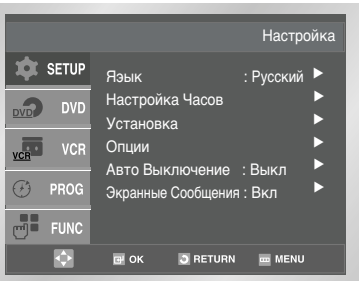 Настройка
SETUP
DVD DVD
VCR VCR
PROG
FUNC
Яэык : Русский ►
Настройка Часов ►
Установка ►
Опции ►
Авто Выключение : Выкл ►
Экранные Сообщения : Вкл ►
OK RETURN MENU